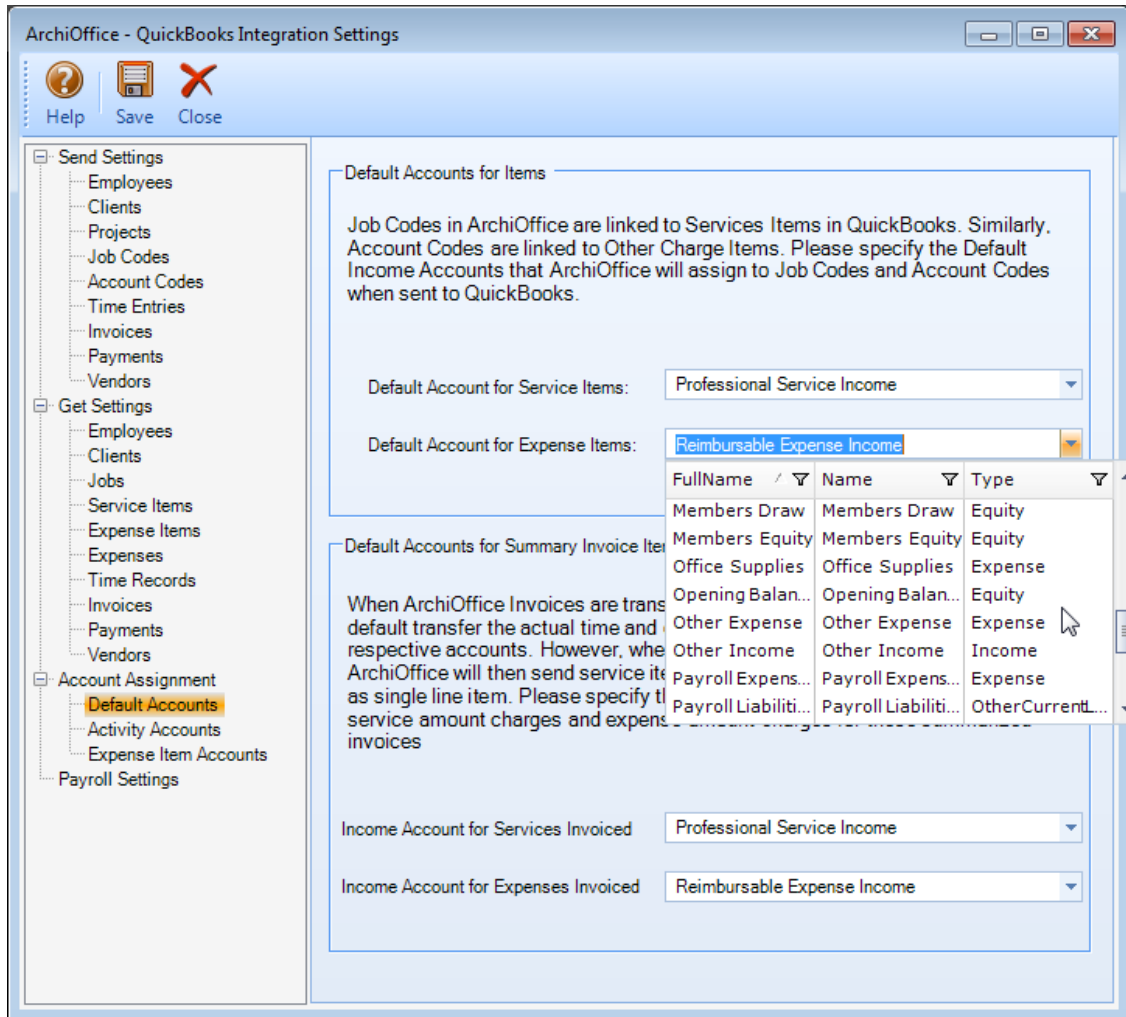 ArchiOffice - QuickBooks Integration Settings
Help Save Close
Send Settings
Employees
Clients
Projects
Job Codes
Account Codes
Time Entries
Invoices
Payments
Vendors
Get Settings
Employees
Clients
Jobs
Service Items
Expense Items
Expenses
Time Records
Invoices
Payments
Vendors
Account Assignment
Default Accounts
Activity Accounts
Expense Item Accounts
Payroll Settings
Default Accounts for Items
Job Codes in ArchiOffice are linked to Services Items in QuickBooks. Similarly,
Account Codes are linked to Other Charge Items. Please specify the Default
Income Accounts that ArchiOffice will assign to Job Codes and Account Codes
when sent to QuickBooks.
Default Account for Service Items: Professional Service Income
Default Account for Expense Items: Reimbursable Expense Income
FullName Name Type
Members Draw Members Draw Equity
Members Equity Members Equity Equity
Office Supplies Office Supplies Expense
Opening Balan... Opening Balan... Equity
Other Expense Other Expense Expense
Other Income Other Income Income
Payroll Expens... Payroll Expens... Expense
Payroll Liabiliti... Payroll Liabiliti... OtherCurrentL...
Default Accounts for Summary Invoice
When ArchiOffice Invoices are
default transfer the actual time and
respective accounts. However,
ArchiOffice will then send service
as single line item. Please specify
service amount charges and expense amount charges for these summarized
invoices
Income Account for Services Invoiced Professional Service Income
Income Account for Expenses Invoiced Reimbursable Expense Income